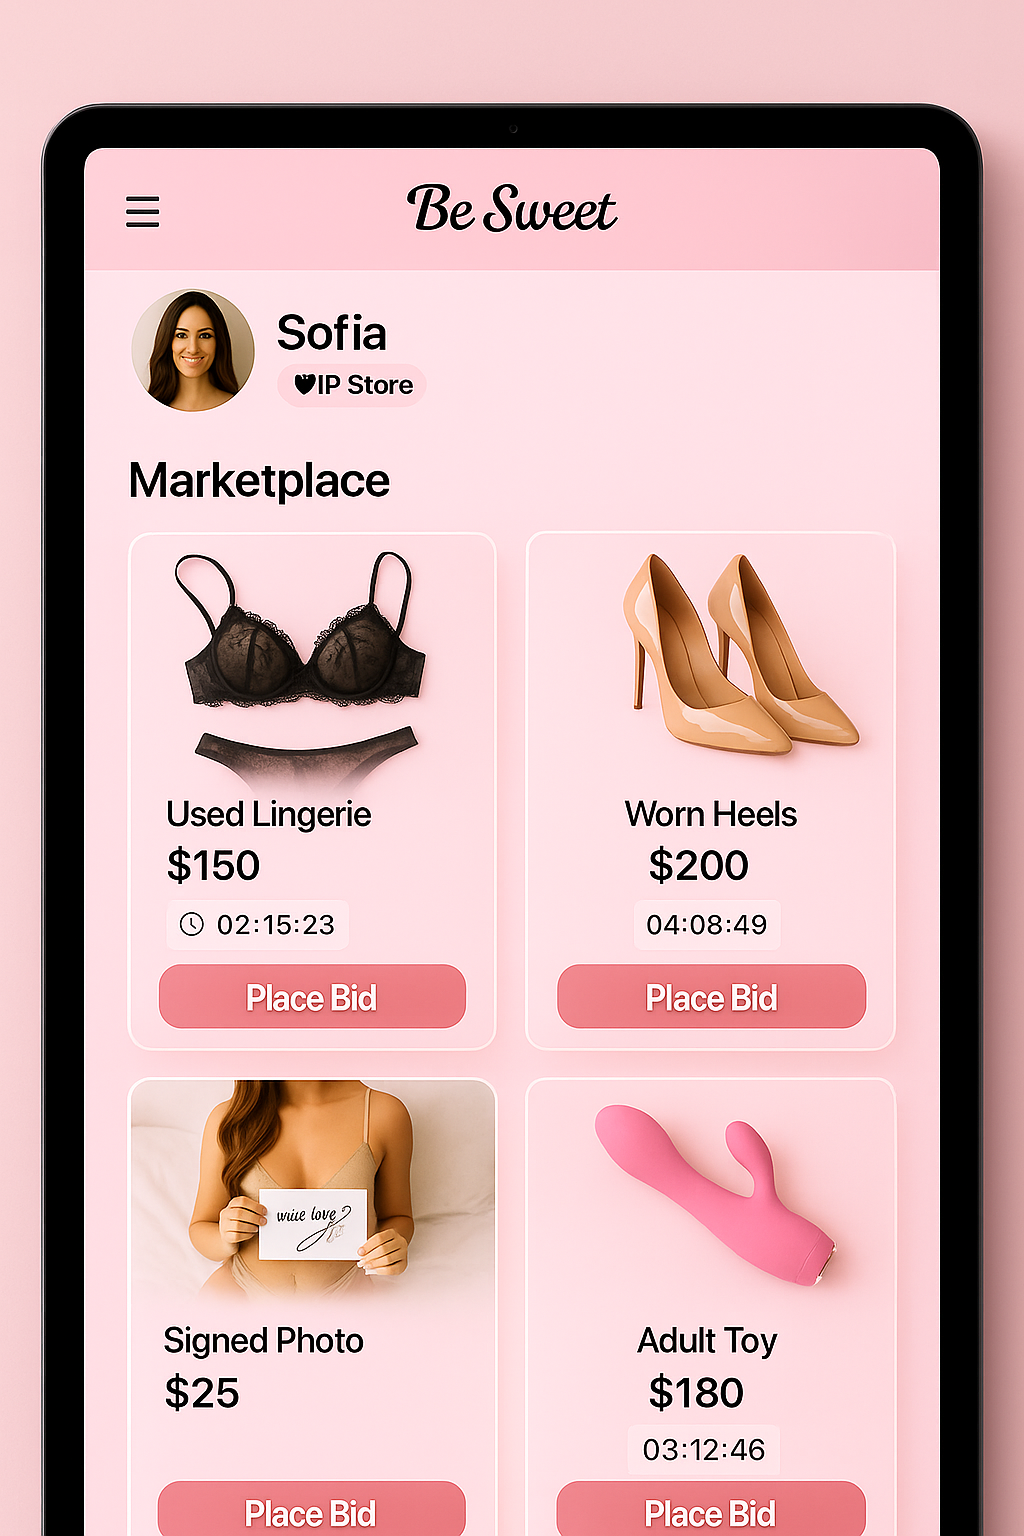 Be Sweet
Sofia
🖤IP Store
Marketplace
Used Lingerie
$150
02:15:23
Place Bid
Worn Heels
$200
04:08:49
Place Bid
love
Signed Photo
$25
Place Bid
Adult Toy
$180
03:12:46
Place Bid